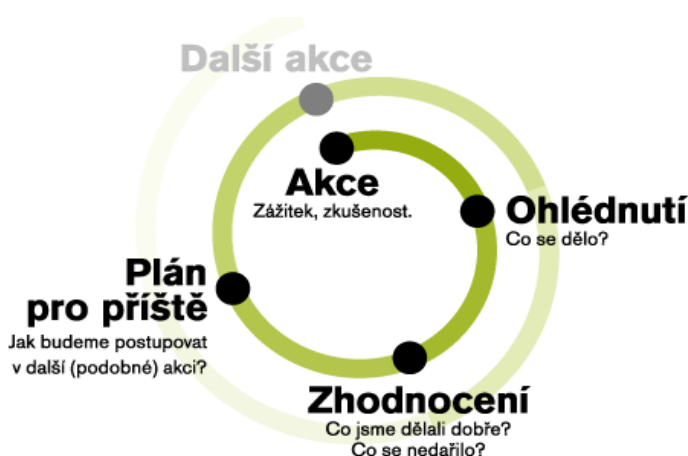 Další akce
Akce
Zážitek, zkušenost.
Ohlédnutí
Co se dělo?
Plán
pro příště
Jak budeme postupovat
v další (podobné) akci?
Zhodnocení
Co jsme dělali dobře?
Co se nedařilo?